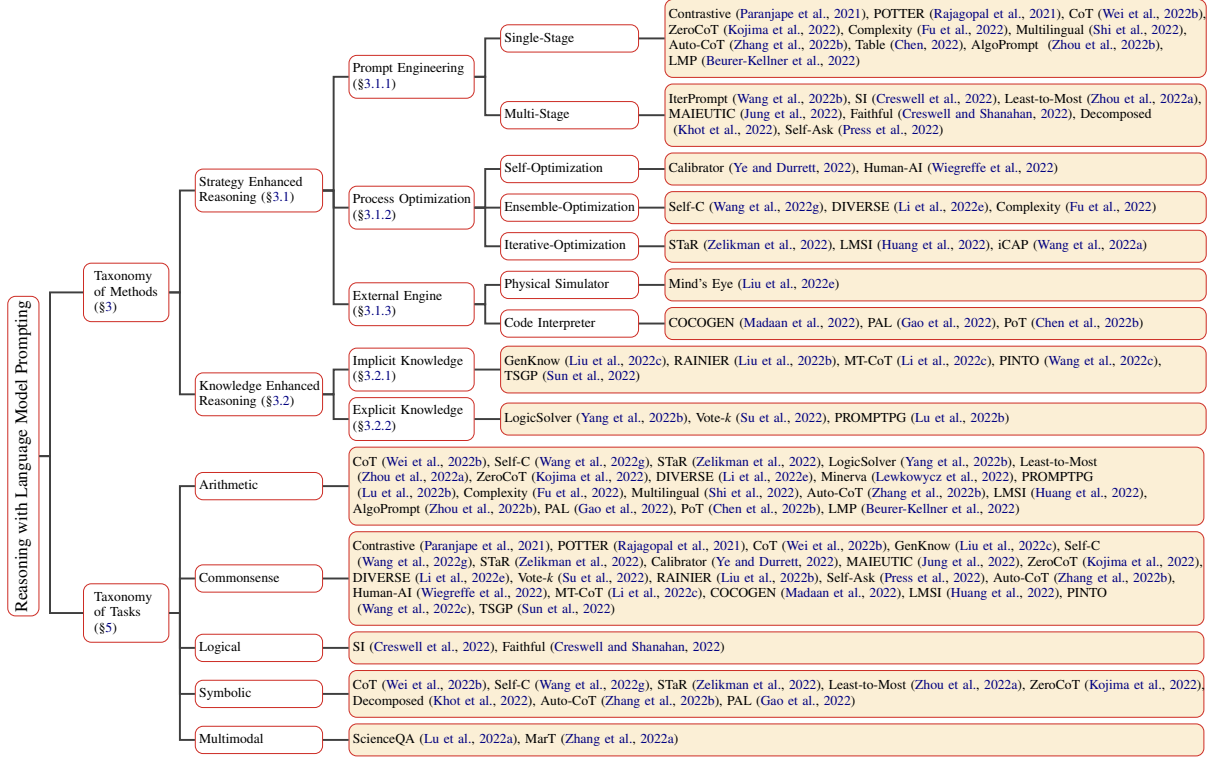 Reasoning with Language Model Prompting
Taxonomy
of Methods
(§3)
Strategy Enhanced
Reasoning (§3.1)
Prompt Engineering
(§3.1.1)
Single-Stage
Contrastive (Paranjape et al., 2021), POTTER (Rajagopal et al., 2021), CoT (Wei et al., 2022b),
ZeroCoT (Kojima et al., 2022), Complexity (Fu et al., 2022), Multilingual (Shi et al., 2022),
Auto-CoT (Zhang et al., 2022b), Table (Chen, 2022), AlgoPrompt (Zhou et al., 2022b),
LMP (Beurer-Kellner et al., 2022)
Multi-Stage
IterPrompt (Wang et al., 2022b), SI (Creswell et al., 2022), Least-to-Most (Zhou et al., 2022a),
MAIEUTIC (Jung et al., 2022), Faithful (Creswell and Shanahan, 2022), Decomposed
(Khot et al., 2022), Self-Ask (Press et al., 2022)
Process Optimization
(§3.1.2)
Self-Optimization
Calibrator (Ye and Durrett, 2022), Human-AI (Wiegreffe et al., 2022)
Ensemble-Optimization
Self-C (Wang et al., 2022g), DIVERSE (Li et al., 2022e), Complexity (Fu et al., 2022)
Iterative-Optimization
STaR (Zelikman et al., 2022), LMSI (Huang et al., 2022), iCAP (Wang et al., 2022a)
External Engine
(§3.1.3)
Physical Simulator
Mind's Eye (Liu et al., 2022e)
Code Interpreter
COCOGEN (Madaan et al., 2022), PAL (Gao et al., 2022), PoT (Chen et al., 2022b)
Knowledge Enhanced
Reasoning (§3.2)
Implicit Knowledge
(§3.2.1)
GenKnow (Liu et al., 2022c), RAINIER (Liu et al., 2022b), MT-CoT (Li et al., 2022c), PINTO (Wang et al., 2022c),
TSGP (Sun et al., 2022)
Explicit Knowledge
(§3.2.2)
LogicSolver (Yang et al., 2022b), Vote-k (Su et al., 2022), PROMPTPG (Lu et al., 2022b)
Taxonomy
of Tasks
(§5)
Arithmetic
CoT (Wei et al., 2022b), Self-C (Wang et al., 2022g), STaR (Zelikman et al., 2022), LogicSolver (Yang et al., 2022b), Least-to-Most
(Zhou et al., 2022a), ZeroCoT (Kojima et al., 2022), DIVERSE (Li et al., 2022e), Minerva (Lewkowycz et al., 2022), PROMPTPG
(Lu et al., 2022b), Complexity (Fu et al., 2022), Multilingual (Shi et al., 2022), Auto-CoT (Zhang et al., 2022b), LMSI (Huang et al., 2022),
AlgoPrompt (Zhou et al., 2022b), PAL (Gao et al., 2022), PoT (Chen et al., 2022b), LMP (Beurer-Kellner et al., 2022)
Commonsense
Contrastive (Paranjape et al., 2021), POTTER (Rajagopal et al., 2021), CoT (Wei et al., 2022b), GenKnow (Liu et al., 2022c), Self-C
(Wang et al., 2022g), STaR (Zelikman et al., 2022), Calibrator (Ye and Durrett, 2022), MAIEUTIC (Jung et al., 2022), ZeroCoT (Kojima et al., 2022),
DIVERSE (Li et al., 2022e), Vote-k (Su et al., 2022), RAINIER (Liu et al., 2022b), Self-Ask (Press et al., 2022), Auto-CoT (Zhang et al., 2022b),
Human-AI (Wiegreffe et al., 2022), MT-CoT (Li et al., 2022c), COCOGEN (Madaan et al., 2022), LMSI (Huang et al., 2022), PINTO
(Wang et al., 2022c), TSGP (Sun et al., 2022)
Logical
SI (Creswell et al., 2022), Faithful (Creswell and Shanahan, 2022)
Symbolic
CoT (Wei et al., 2022b), Self-C (Wang et al., 2022g), STaR (Zelikman et al., 2022), Least-to-Most (Zhou et al., 2022a), ZeroCoT (Kojima et al., 2022),
Decomposed (Khot et al., 2022), Auto-CoT (Zhang et al., 2022b), PAL (Gao et al., 2022)
Multimodal
ScienceQA (Lu et al., 2022a), MarT (Zhang et al., 2022a)